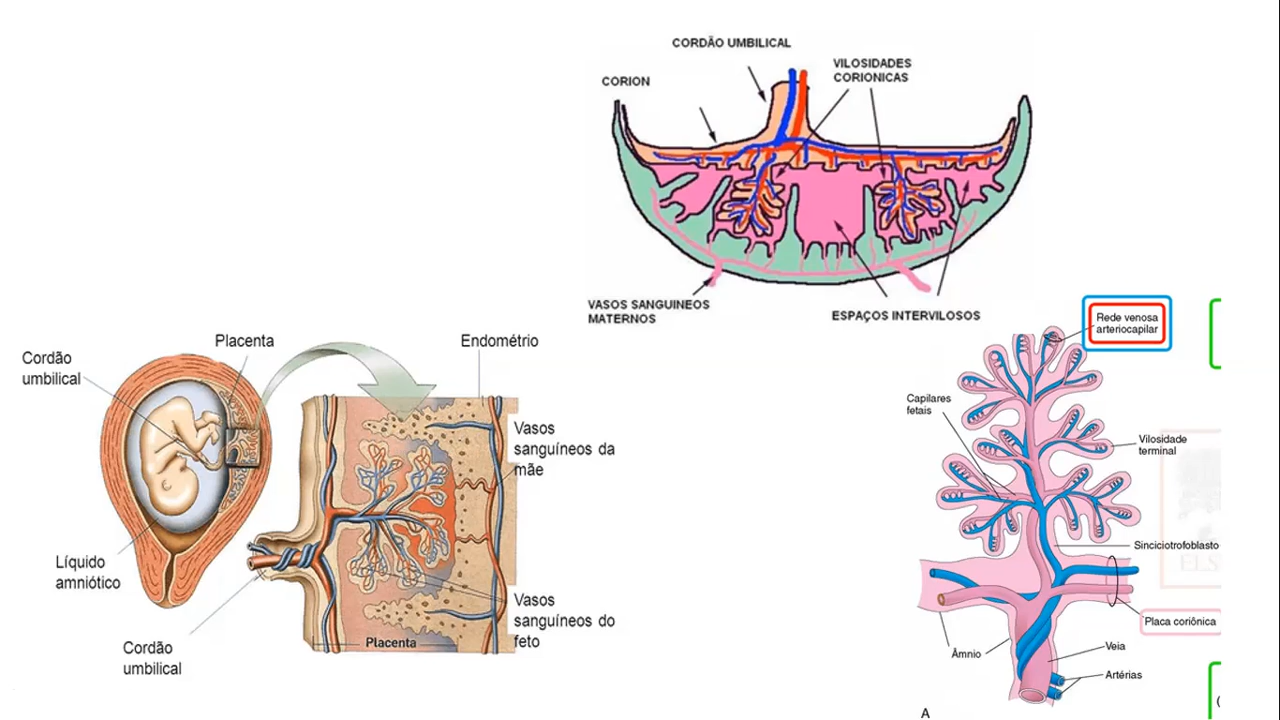 CORDÃO UMBILICAL
VILOSIDADES
CORIONICAS
CORION
VASOS SANGUINEOS
MATERNOS
ESPAÇOS INTERVILOSOS
Placenta
Endométrio
Cordão
umbilical
Vasos
sanguíneos da
mãe
Líquido
amniótico
Vasos
sanguíneos do
feto
Placenta
Cordão
umbilical
Rede venosa
arteriocapilar
Capilares
fetais
Vilosidade
terminal
Sinciciotrofoblasto
Placa coriônica
Âmnio
Veia
Artérias
A
(